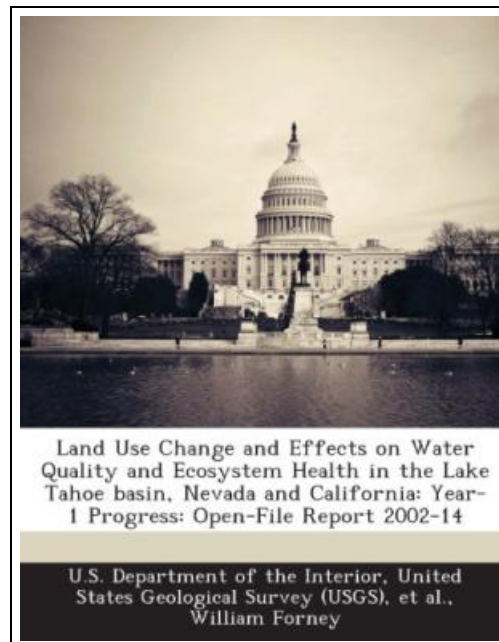 Land Use Change and Effects on Water
Quality and Ecosystem Health in the Lake
Tahoe basin, Nevada and California: Year-
1 Progress: Open-File Report 2002-14
U.S. Department of the Interior, United
States Geological Survey (USGS), et al.,
William Forney